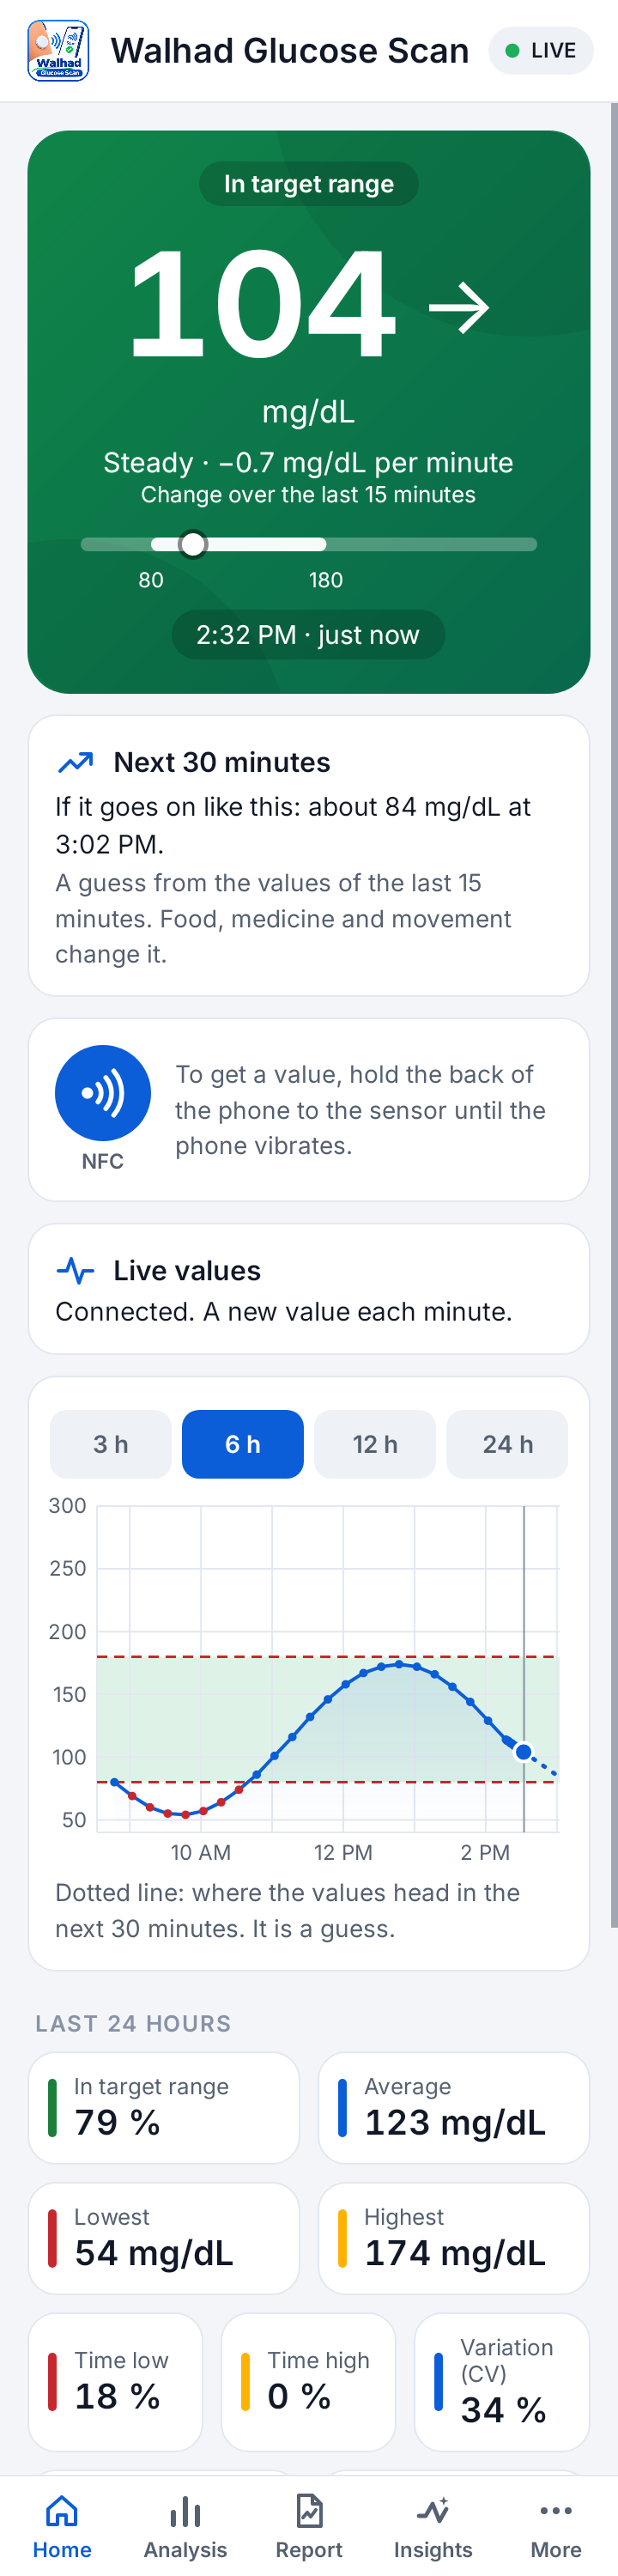 Walhad
Glucose Scan
Walhad Glucose Scan
LIVE
In target range
104 →
mg/dL
Steady · −0.7 mg/dL per minute
Change over the last 15 minutes
80
180
2:32 PM · just now
Next 30 minutes
If it goes on like this: about 84 mg/dL at
3:02 PM.
A guess from the values of the last 15
minutes. Food, medicine and movement
change it.
NFC
To get a value, hold the back of
the phone to the sensor until the
phone vibrates.
Live values
Connected. A new value each minute.
3 h
6 h
12 h
24 h
300
250
200
150
100
50
10 AM
12 PM
2 PM
Dotted line: where the values head in the
next 30 minutes. It is a guess.
LAST 24 HOURS
In target range
79 %
Average
123 mg/dL
Lowest
54 mg/dL
Highest
174 mg/dL
Time low
18 %
Time high
0 %
Variation
(CV)
34 %
Home
Analysis
Report
Insights
More